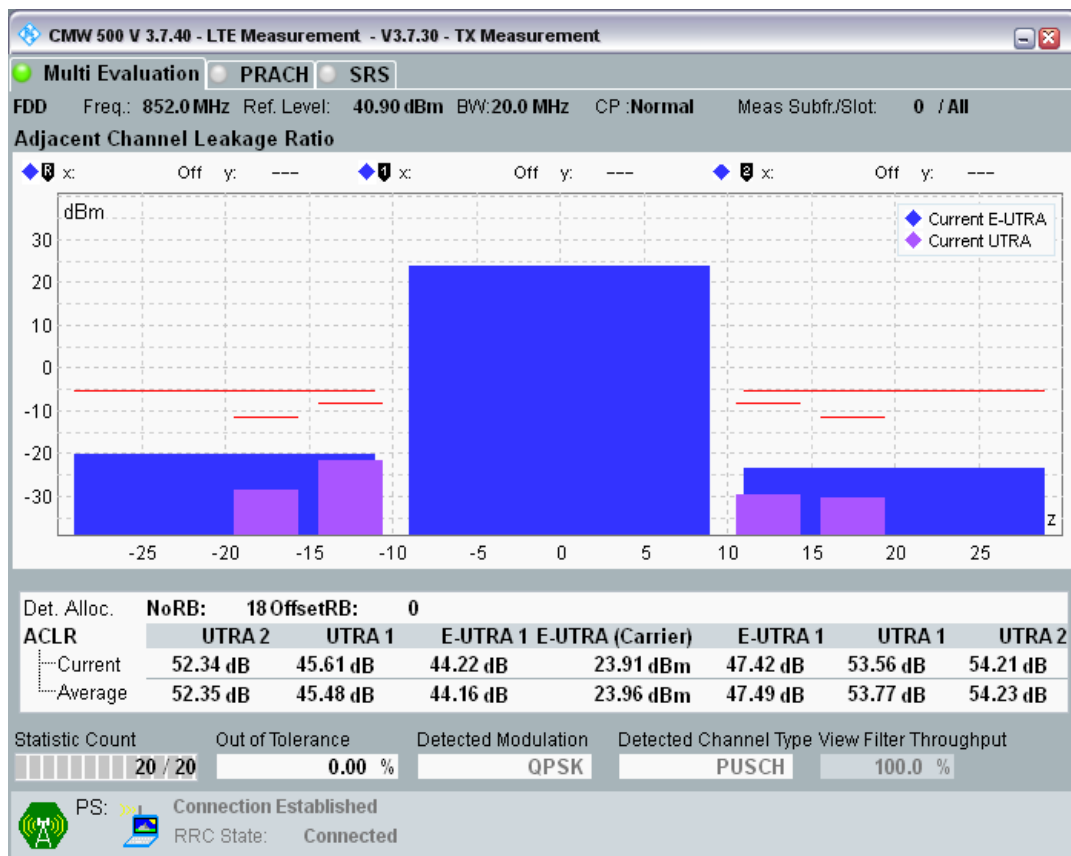 CMW 500 V 3.7.40 - LTE Measurement - V3.7.30 - TX Measurement
Multi Evaluation PRACH SRS
FDD Freq.: 852.0 MHz Ref. Level: 40.90 dBm BW:20.0 MHz CP :Normal Meas Subfr./Slot: 0 / All
Adjacent Channel Leakage Ratio
R x: Off y: --- 1 x: Off y: --- 2 x: Off y: ---
dBm
Current E-UTRA
Current UTRA
30
20
10
0
-10
-20
-30
z
-25 -20 -15 -10 -5 0 5 10 15 20 25
Det. Alloc. NoRB: 18 OffsetRB: 0
ACLR UTRA 2 UTRA 1 E-UTRA 1 E-UTRA (Carrier) E-UTRA 1 UTRA 1 UTRA 2
Current 52.34 dB 45.61 dB 44.22 dB 23.91 dBm 47.42 dB 53.56 dB 54.21 dB
Average 52.35 dB 45.48 dB 44.16 dB 23.96 dBm 47.49 dB 53.77 dB 54.23 dB
Statistic Count Out of Tolerance Detected Modulation Detected Channel Type View Filter Throughput
20 / 20 0.00 % QPSK PUSCH 100.0 %
PS: Connection Established
RRC State: Connected